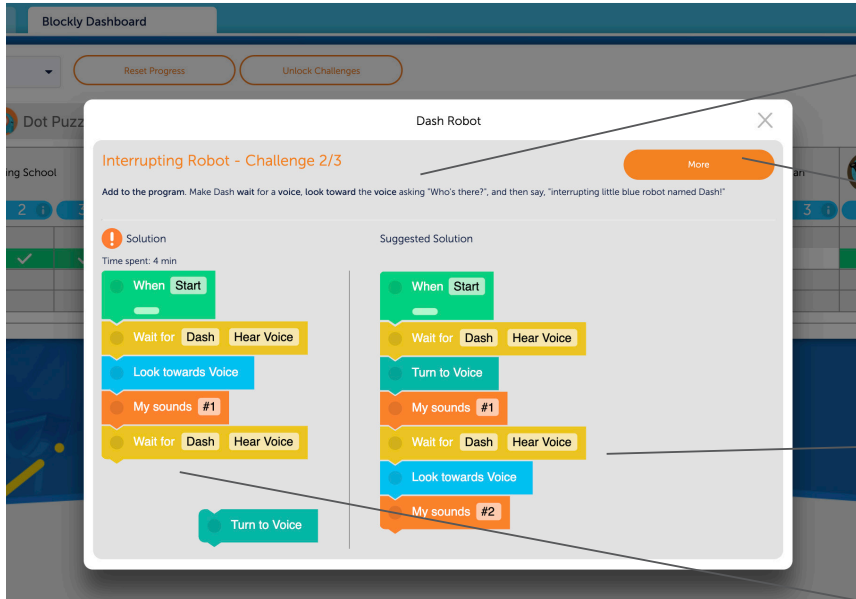 Blockly Dashboard
Reset Progress
Unlock Challenges
Dot Puzz
ing School
2 i
3
3 i
ari
Dash Robot
Interrupting Robot - Challenge 2/3
More
Add to the program. Make Dash wait for a voice, look toward the voice asking "Who's there?", and then say, "interrupting little blue robot named Dash!"
! Solution
Time spent: 4 min
When Start
Wait for Dash Hear Voice
Look towards Voice
My sounds #1
Wait for Dash Hear Voice
Turn to Voice
Suggested Solution
When Start
Wait for Dash Hear Voice
Turn to Voice
My sounds #1
Wait for Dash Hear Voice
Look towards Voice
My sounds #2